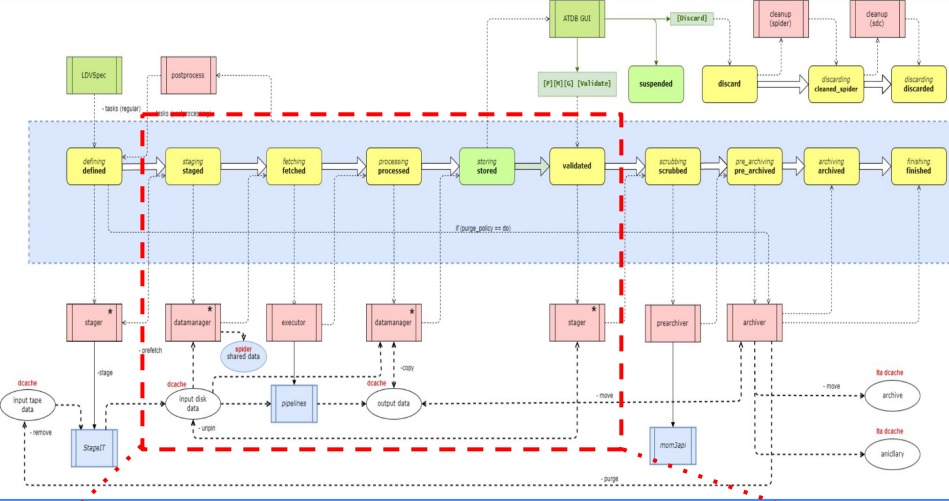 ATDB GUI
[Discard]
cleanup
(spider)
cleanup
(sdc)
LDVSpec
postprocess
[F][M][G] [Validate]
suspended
discard
discarding
cleaned_spider
discarding
discarded
- tasks (regular)
- tasks (postprocessing)
defining
defined
staging
staged
fetching
fetched
processing
processed
storing
stored
validated
scrubbing
scrubbed
pre_archiving
pre_archived
archiving
archived
finishing
finished
if (purge_policy == do)
stager *
datamanager *
executor
datamanager *
stager *
prearchiver
archiver
- prefetch
spider
shared data
-stage
-copy
dcache
input tape
data
dcache
input disk
data
pipelines
dcache
output data
- move
- move
lta dcache
archive
- remove
- unpin
StageIT
mom3api
lta dcache
anicllary
- purge